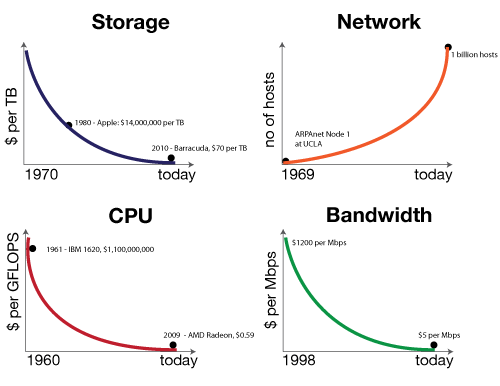 Storage
$ per TB
1980 - Apple: $14,000,000 per TB
2010 - Barracuda, $70 per TB
1970
today
Network
no of hosts
1 billion hosts
ARPAnet Node 1
at UCLA
1969
today
CPU
$ per GFLOPS
1961 - IBM 1620, $1,100,000,000
2009 - AMD Radeon, $0.59
1960
today
Bandwidth
$ per Mbps
$1200 per Mbps
$5 per Mbps
1998
today